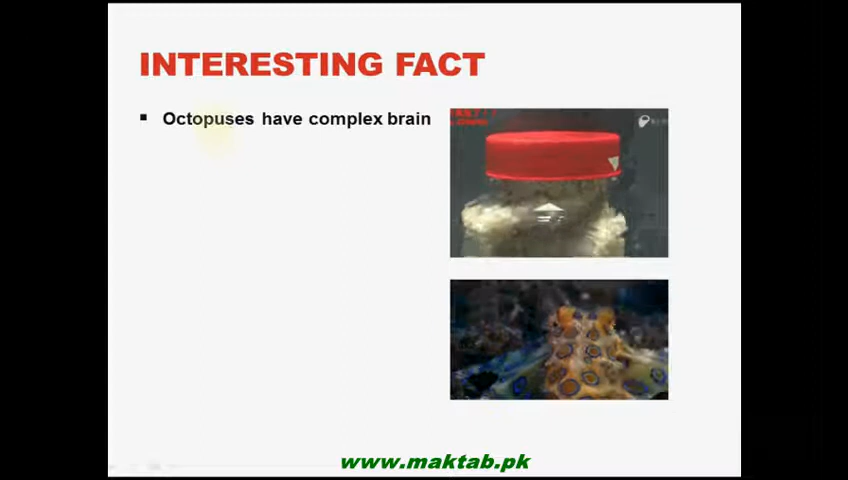 INTERESTING FACT
▪ Octopuses have complex brain
www.maktab.pk